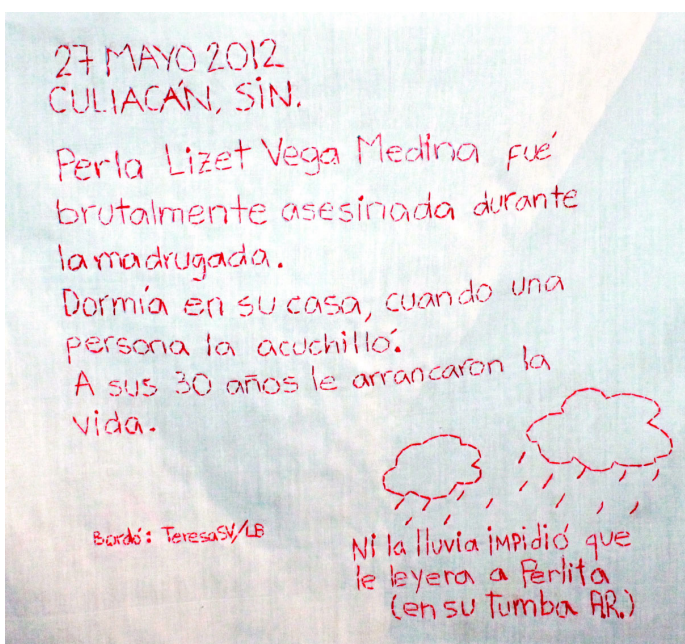 27 MAYO 2012
CULIACÁN, SIN.
Perla Lizet Vega Medina fué
brutalmente asesinada durante
la madrugada.
Dormía en su casa, cuando una
persona la acuchilló.
A sus 30 años le arrancaron la
vida.
Bordó: TeresaSV/LB
Ni la lluvia impidió que
le leyera a Perlita
(en su tumba AR.)